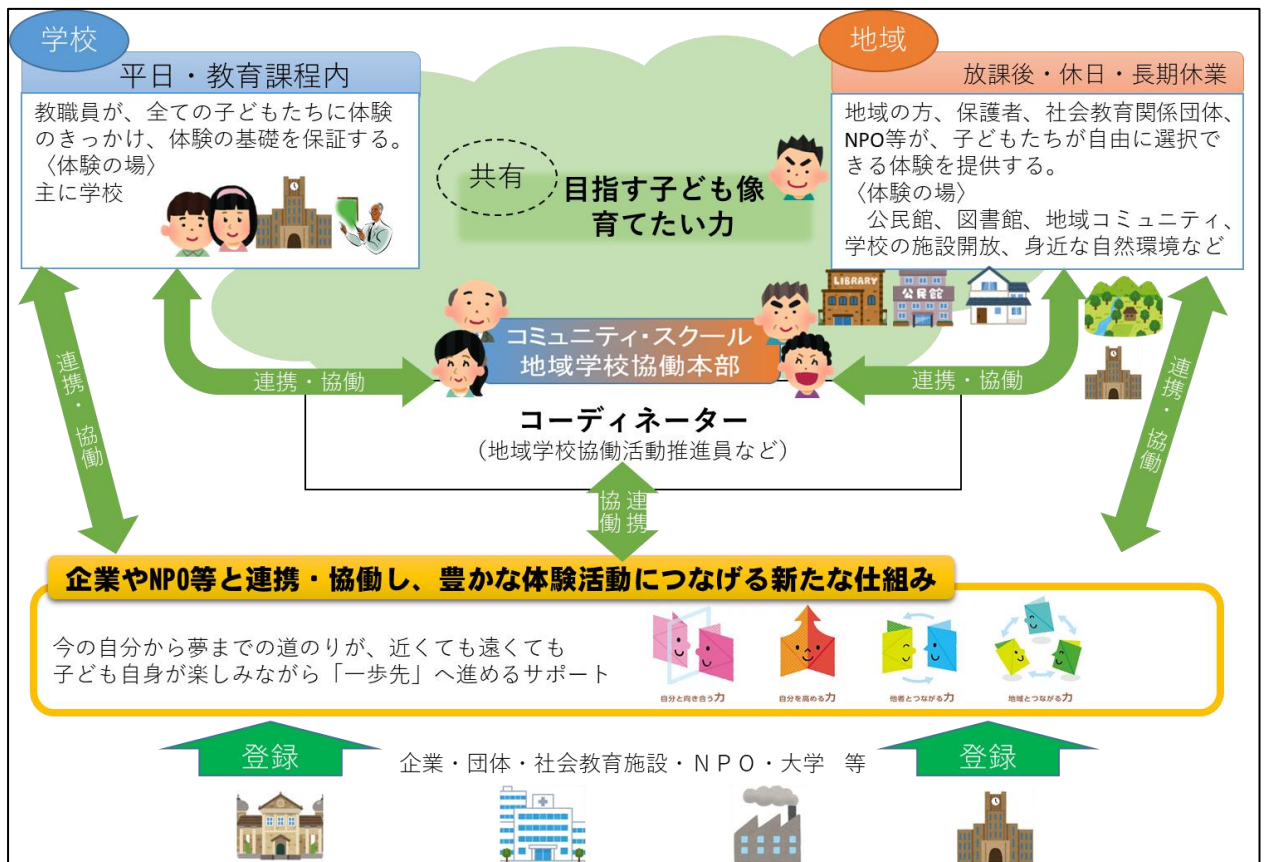 学校
平日・教育課程内
教職員が、全ての子どもたちに体験
のきっかけ、体験の基礎を保証する。
〈体験の場〉
主に学校
共有
目指す子ども像
育てたい力
地域
放課後・休日・長期休業
地域の方、保護者、社会教育関係団体、
NPO等が、子どもたちが自由に選択で
きる体験を提供する。
〈体験の場〉
公民館、図書館、地域コミュニティ、
学校の施設開放、身近な自然環境など
LIBRARY
公民館
コミュニティ・スクール
地域学校協働本部
連携・協働
連携・協働
連携・協働
連携・協働
コーディネーター
（地域学校協働活動推進員など）
連携
協働
企業やNPO等と連携・協働し、豊かな体験活動につなげる新たな仕組み
今の自分から夢までの道のりが、近くても遠くても
子ども自身が楽しみながら「一歩先」へ進めるサポート
自分と向き合う力
自分を高める力
他者とつながる力
地域とつながる力
登録
企業・団体・社会教育施設・ＮＰＯ・大学　等
登録